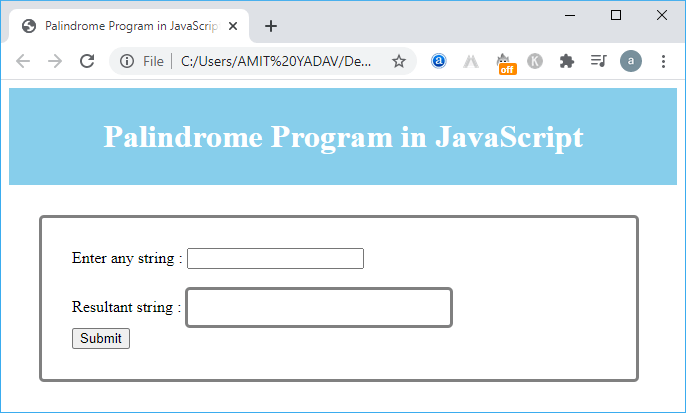 Palindrome Program in JavaScript
File | C:/Users/AMIT%20YADAV/De...
a
off
K
a
Palindrome Program in JavaScript
Enter any string :
Resultant string :
Submit